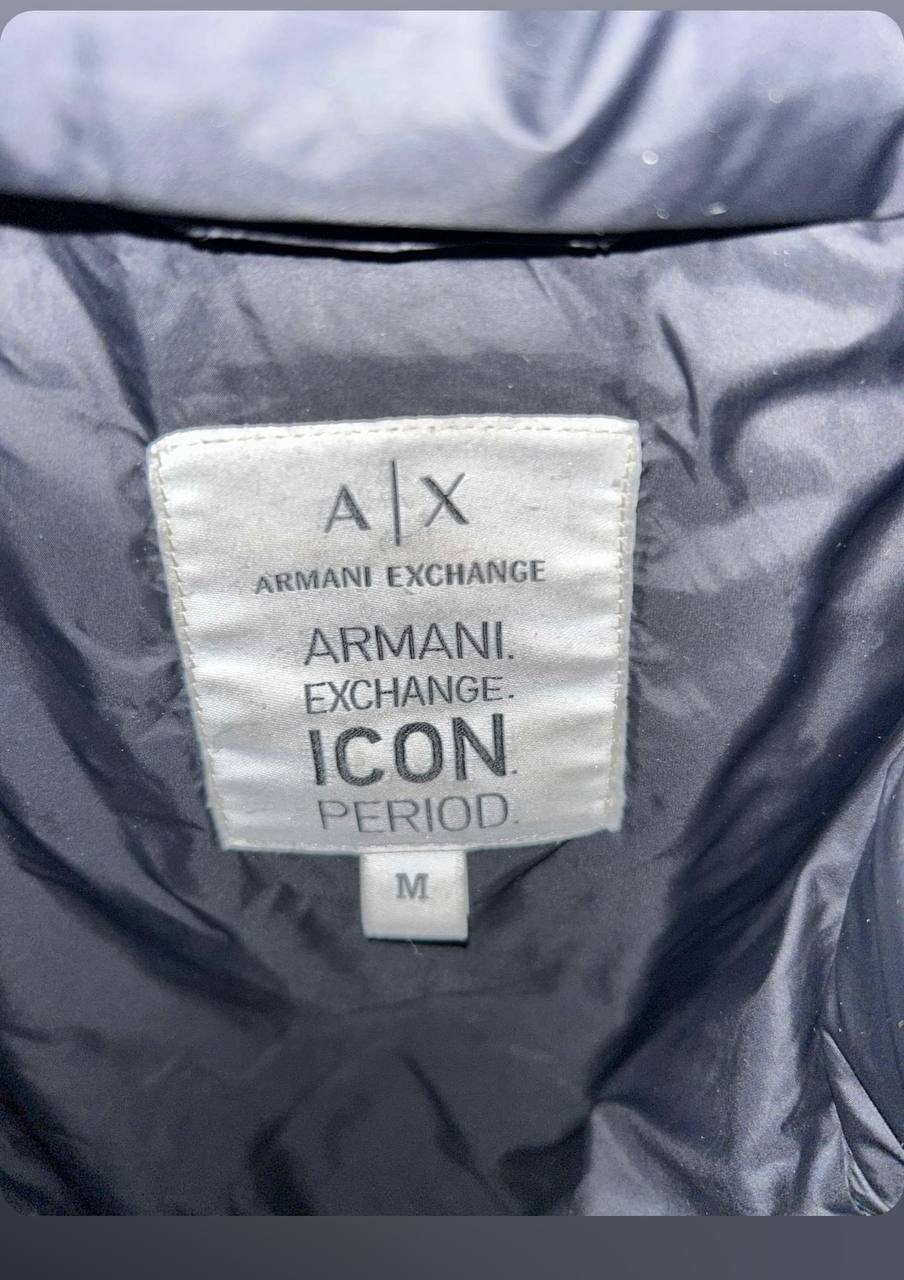 A|X
ARMANI EXCHANGE
ARMANI.
EXCHANGE.
ICON.
PERIOD.
M